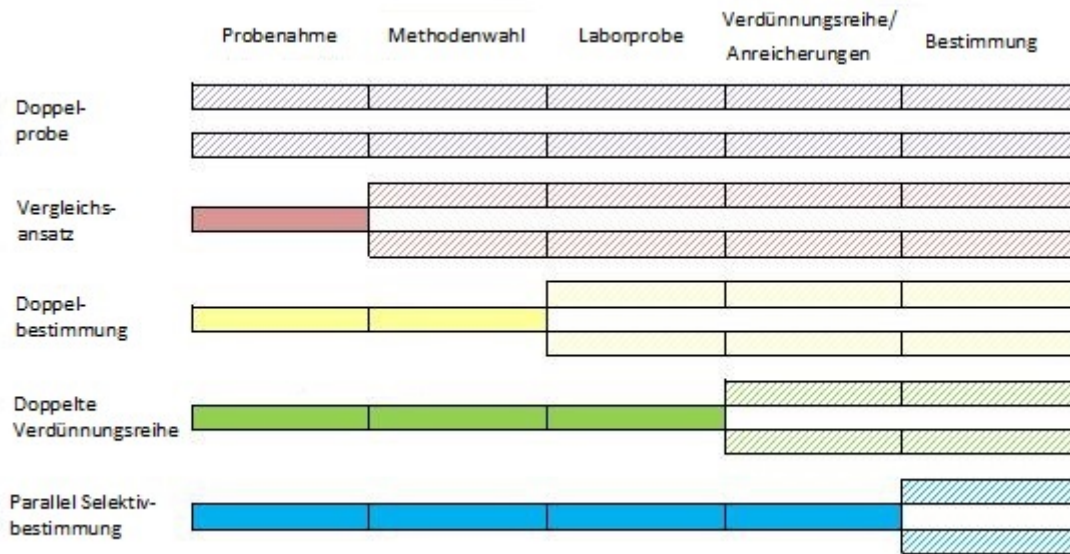 Probenahme
Methodenwahl
Laborprobe
Verdünnungsreihe/
Anreicherungen
Bestimmung
Doppel-
probe
Vergleichs-
ansatz
Doppel-
bestimmung
Doppelte
Verdünnungsreihe
Parallel Selektiv-
bestimmung